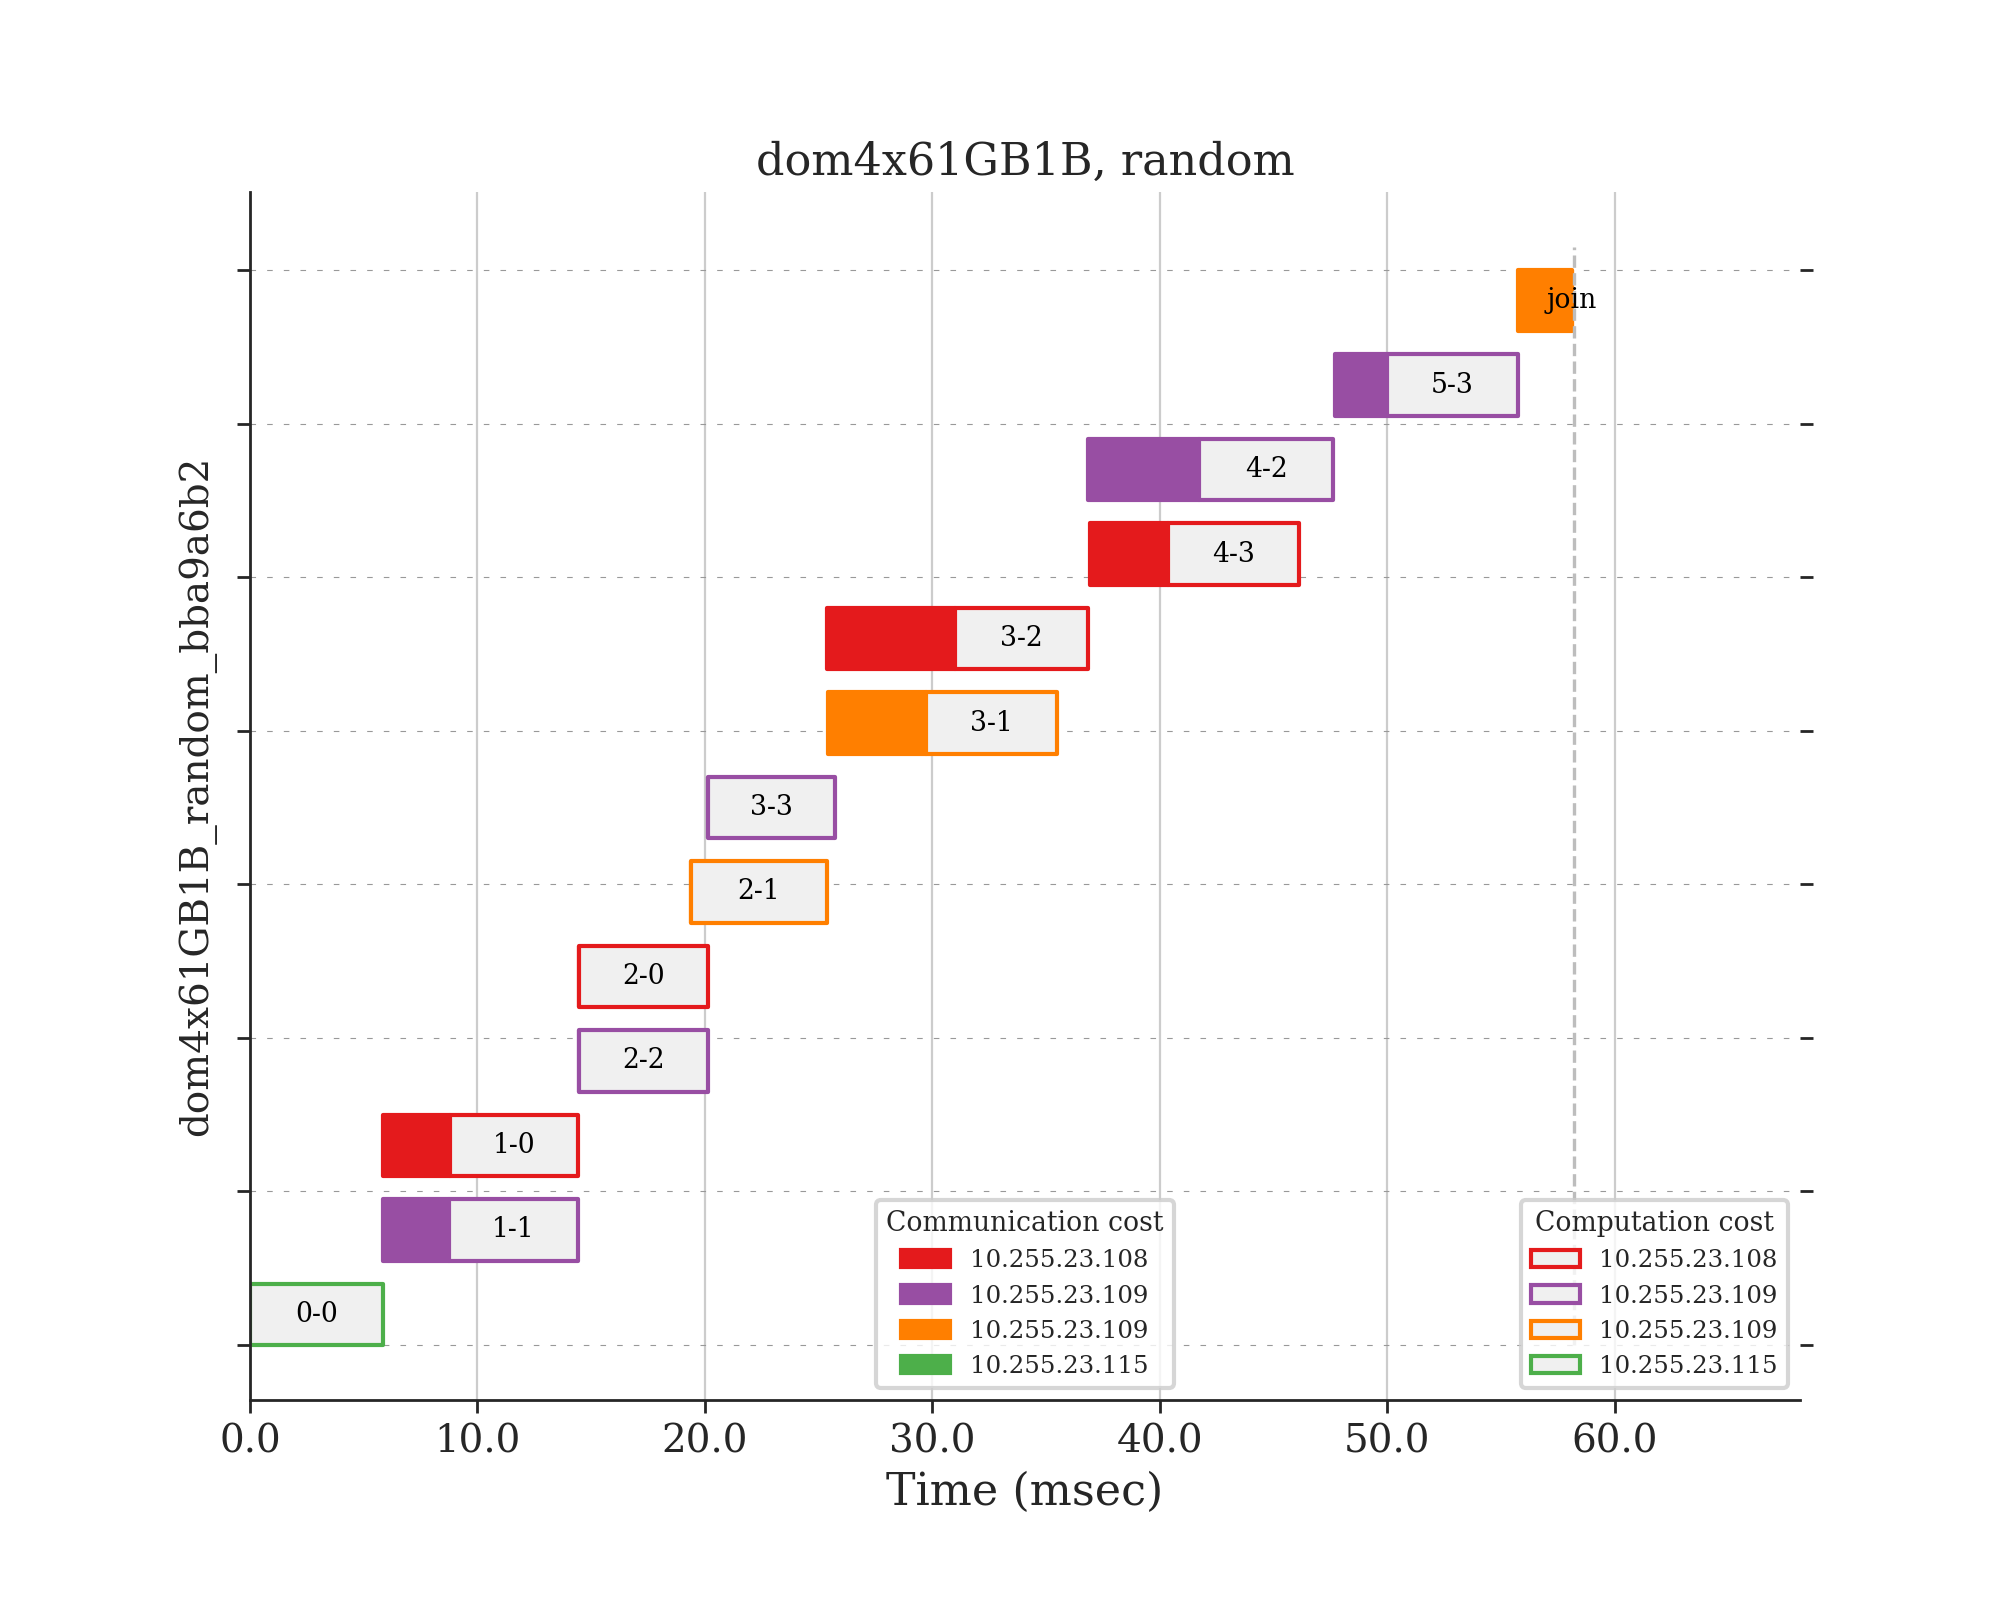 dom4x61GB1B, random
dom4x61GB1B_random_bba9a6b2
join
5-3
4-2
4-3
3-2
3-1
3-3
2-1
2-0
2-2
1-0
1-1
0-0
Communication cost
10.255.23.108
10.255.23.109
10.255.23.109
10.255.23.115
Computation cost
10.255.23.108
10.255.23.109
10.255.23.109
10.255.23.115
0.0 10.0 20.0 30.0 40.0 50.0 60.0
Time (msec)